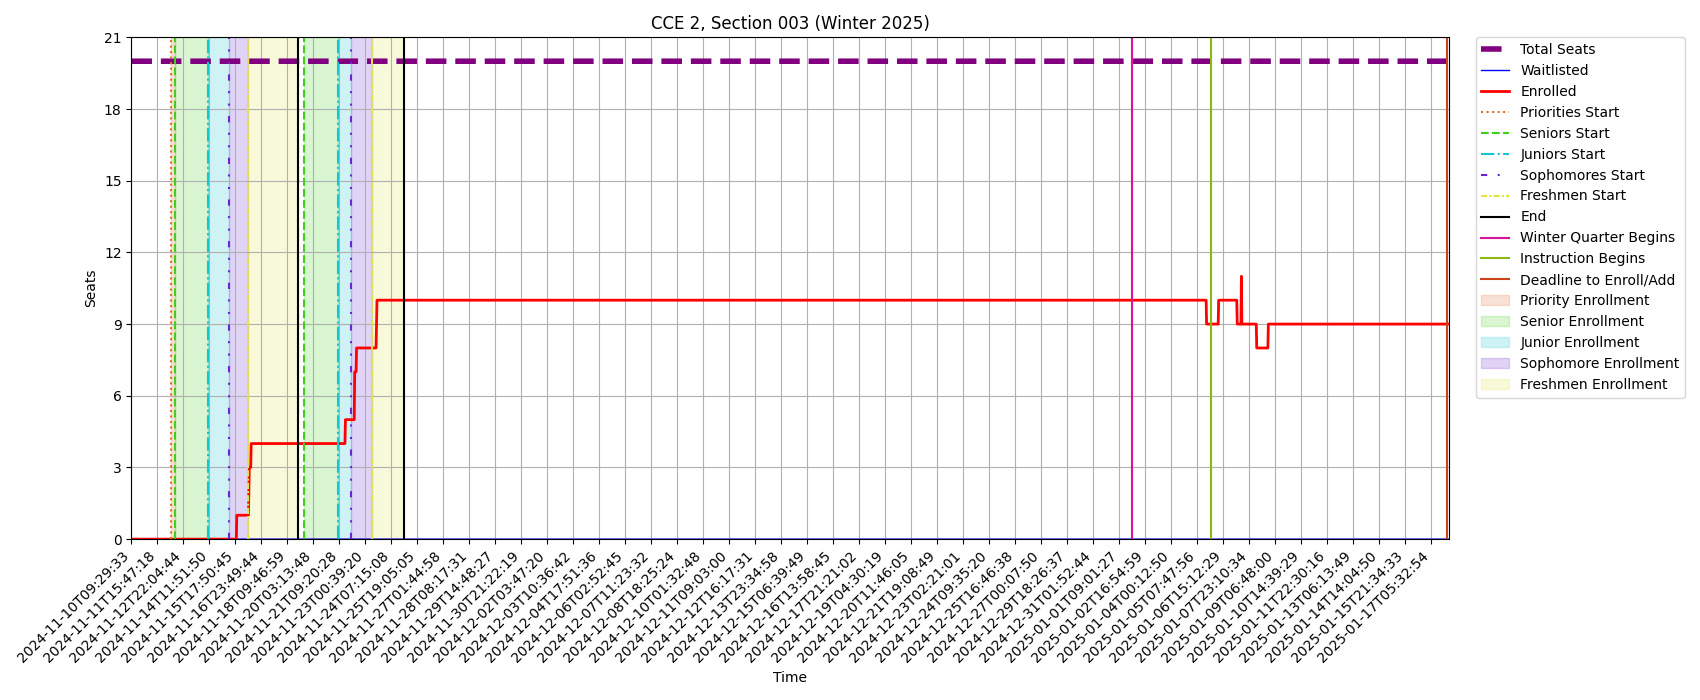 CCE 2, Section 003 (Winter 2025)
21
18
15
12
9
6
3
0
Seats
2024-11-10T09:29:33
2024-11-11T15:47:18
2024-11-12T22:04:44
2024-11-14T11:51:50
2024-11-15T17:50:45
2024-11-16T23:49:44
2024-11-18T09:46:59
2024-11-20T03:13:48
2024-11-21T09:20:28
2024-11-23T00:39:20
2024-11-24T07:15:08
2024-11-25T19:05:05
2024-11-27T01:44:58
2024-11-28T08:17:31
2024-11-29T14:48:27
2024-11-30T21:22:19
2024-12-02T03:47:20
2024-12-03T10:36:42
2024-12-04T17:51:36
2024-12-06T02:52:45
2024-12-07T11:23:32
2024-12-08T18:25:24
2024-12-10T01:32:48
2024-12-11T09:03:00
2024-12-12T16:17:31
2024-12-13T23:34:58
2024-12-15T06:39:49
2024-12-16T13:58:45
2024-12-17T21:21:02
2024-12-19T04:30:19
2024-12-20T11:46:05
2024-12-21T19:08:49
2024-12-23T02:21:01
2024-12-24T09:35:20
2024-12-25T16:46:38
2024-12-27T00:07:50
2024-12-29T18:26:37
2024-12-31T01:52:44
2025-01-01T09:01:27
2025-01-02T16:54:59
2025-01-04T00:12:50
2025-01-05T07:47:56
2025-01-06T15:12:29
2025-01-07T23:10:34
2025-01-09T06:48:00
2025-01-10T14:39:29
2025-01-11T22:30:16
2025-01-13T06:13:49
2025-01-14T14:04:50
2025-01-15T21:34:33
2025-01-17T05:32:54
Time
Total Seats
Waitlisted
Enrolled
Priorities Start
Seniors Start
Juniors Start
Sophomores Start
Freshmen Start
End
Winter Quarter Begins
Instruction Begins
Deadline to Enroll/Add
Priority Enrollment
Senior Enrollment
Junior Enrollment
Sophomore Enrollment
Freshmen Enrollment